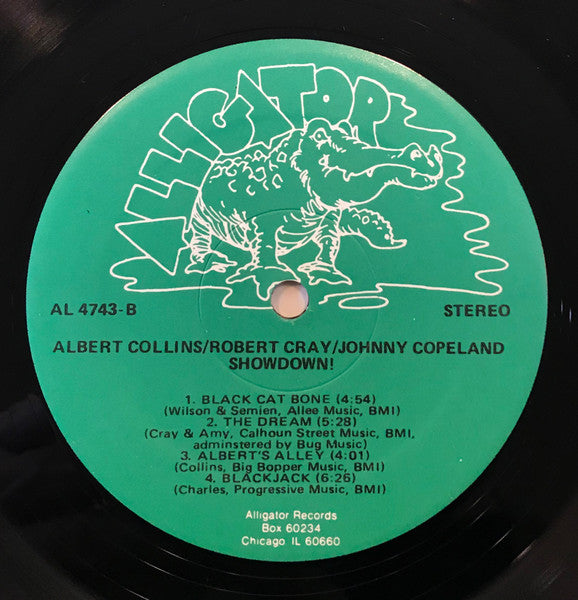 ALLIGATOR
AL 4743-B
STEREO
ALBERT COLLINS/ROBERT CRAY/JOHNNY COPELAND
SHOWDOWN!
1. BLACK CAT BONE (4:54)
(Wilson & Semien, Allee Music, BMI)
2. THE DREAM (5:28)
(Cray & Amy, Calhoun Street Music, BMI,
adminstered by Bug Music)
3. ALBERT'S ALLEY (4:01)
(Collins, Big Bopper Music, BMI)
4. BLACKJACK (6:26)
(Charles, Progressive Music, BMI)
Alligator Records
Box 60234
Chicago IL 60660